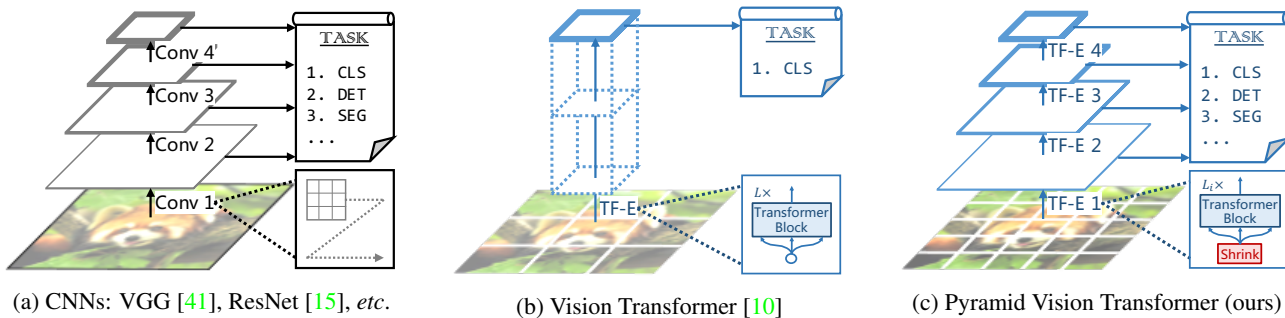 TASK
1. CLS
2. DET
3. SEG
...
Conv 4'
Conv 3
Conv 2
Conv 1
(a) CNNs: VGG [41], ResNet [15], etc.
TASK
1. CLS
TF-E
L×
Transformer
Block
(b) Vision Transformer [10]
TASK
1. CLS
2. DET
3. SEG
...
TF-E 4
TF-E 3
TF-E 2
TF-E 1
Lᵢ×
Transformer
Block
Shrink
(c) Pyramid Vision Transformer (ours)